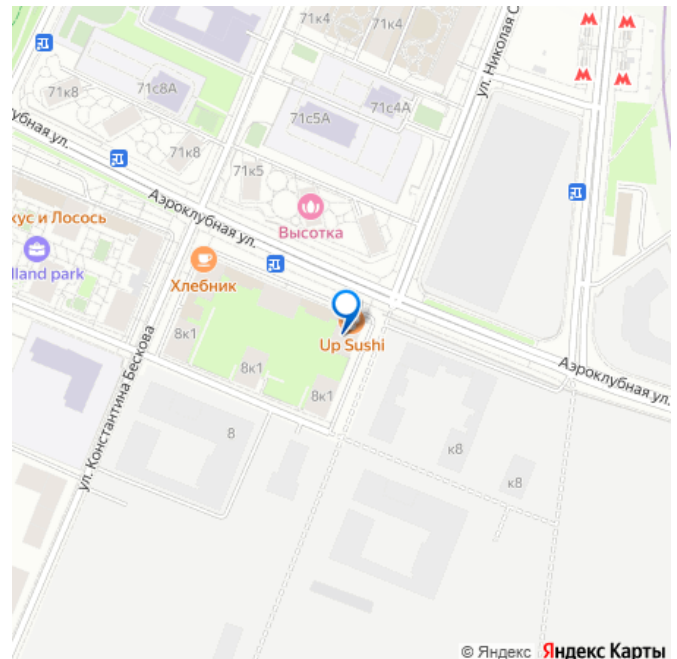 71к4
71к4
ул. Николая С
71с8А
71к8
71с4А
71с5А
убная ул.
71к8
71к5
Аэроклубная ул.
Высотка
кус и Лосось
lland park
Хлебник
8к1
Up Sushi
8к1
8к1
Аэроклубная ул.
ул. Константина Бескова
8
к8
к8
© Яндекс Яндекс Карты